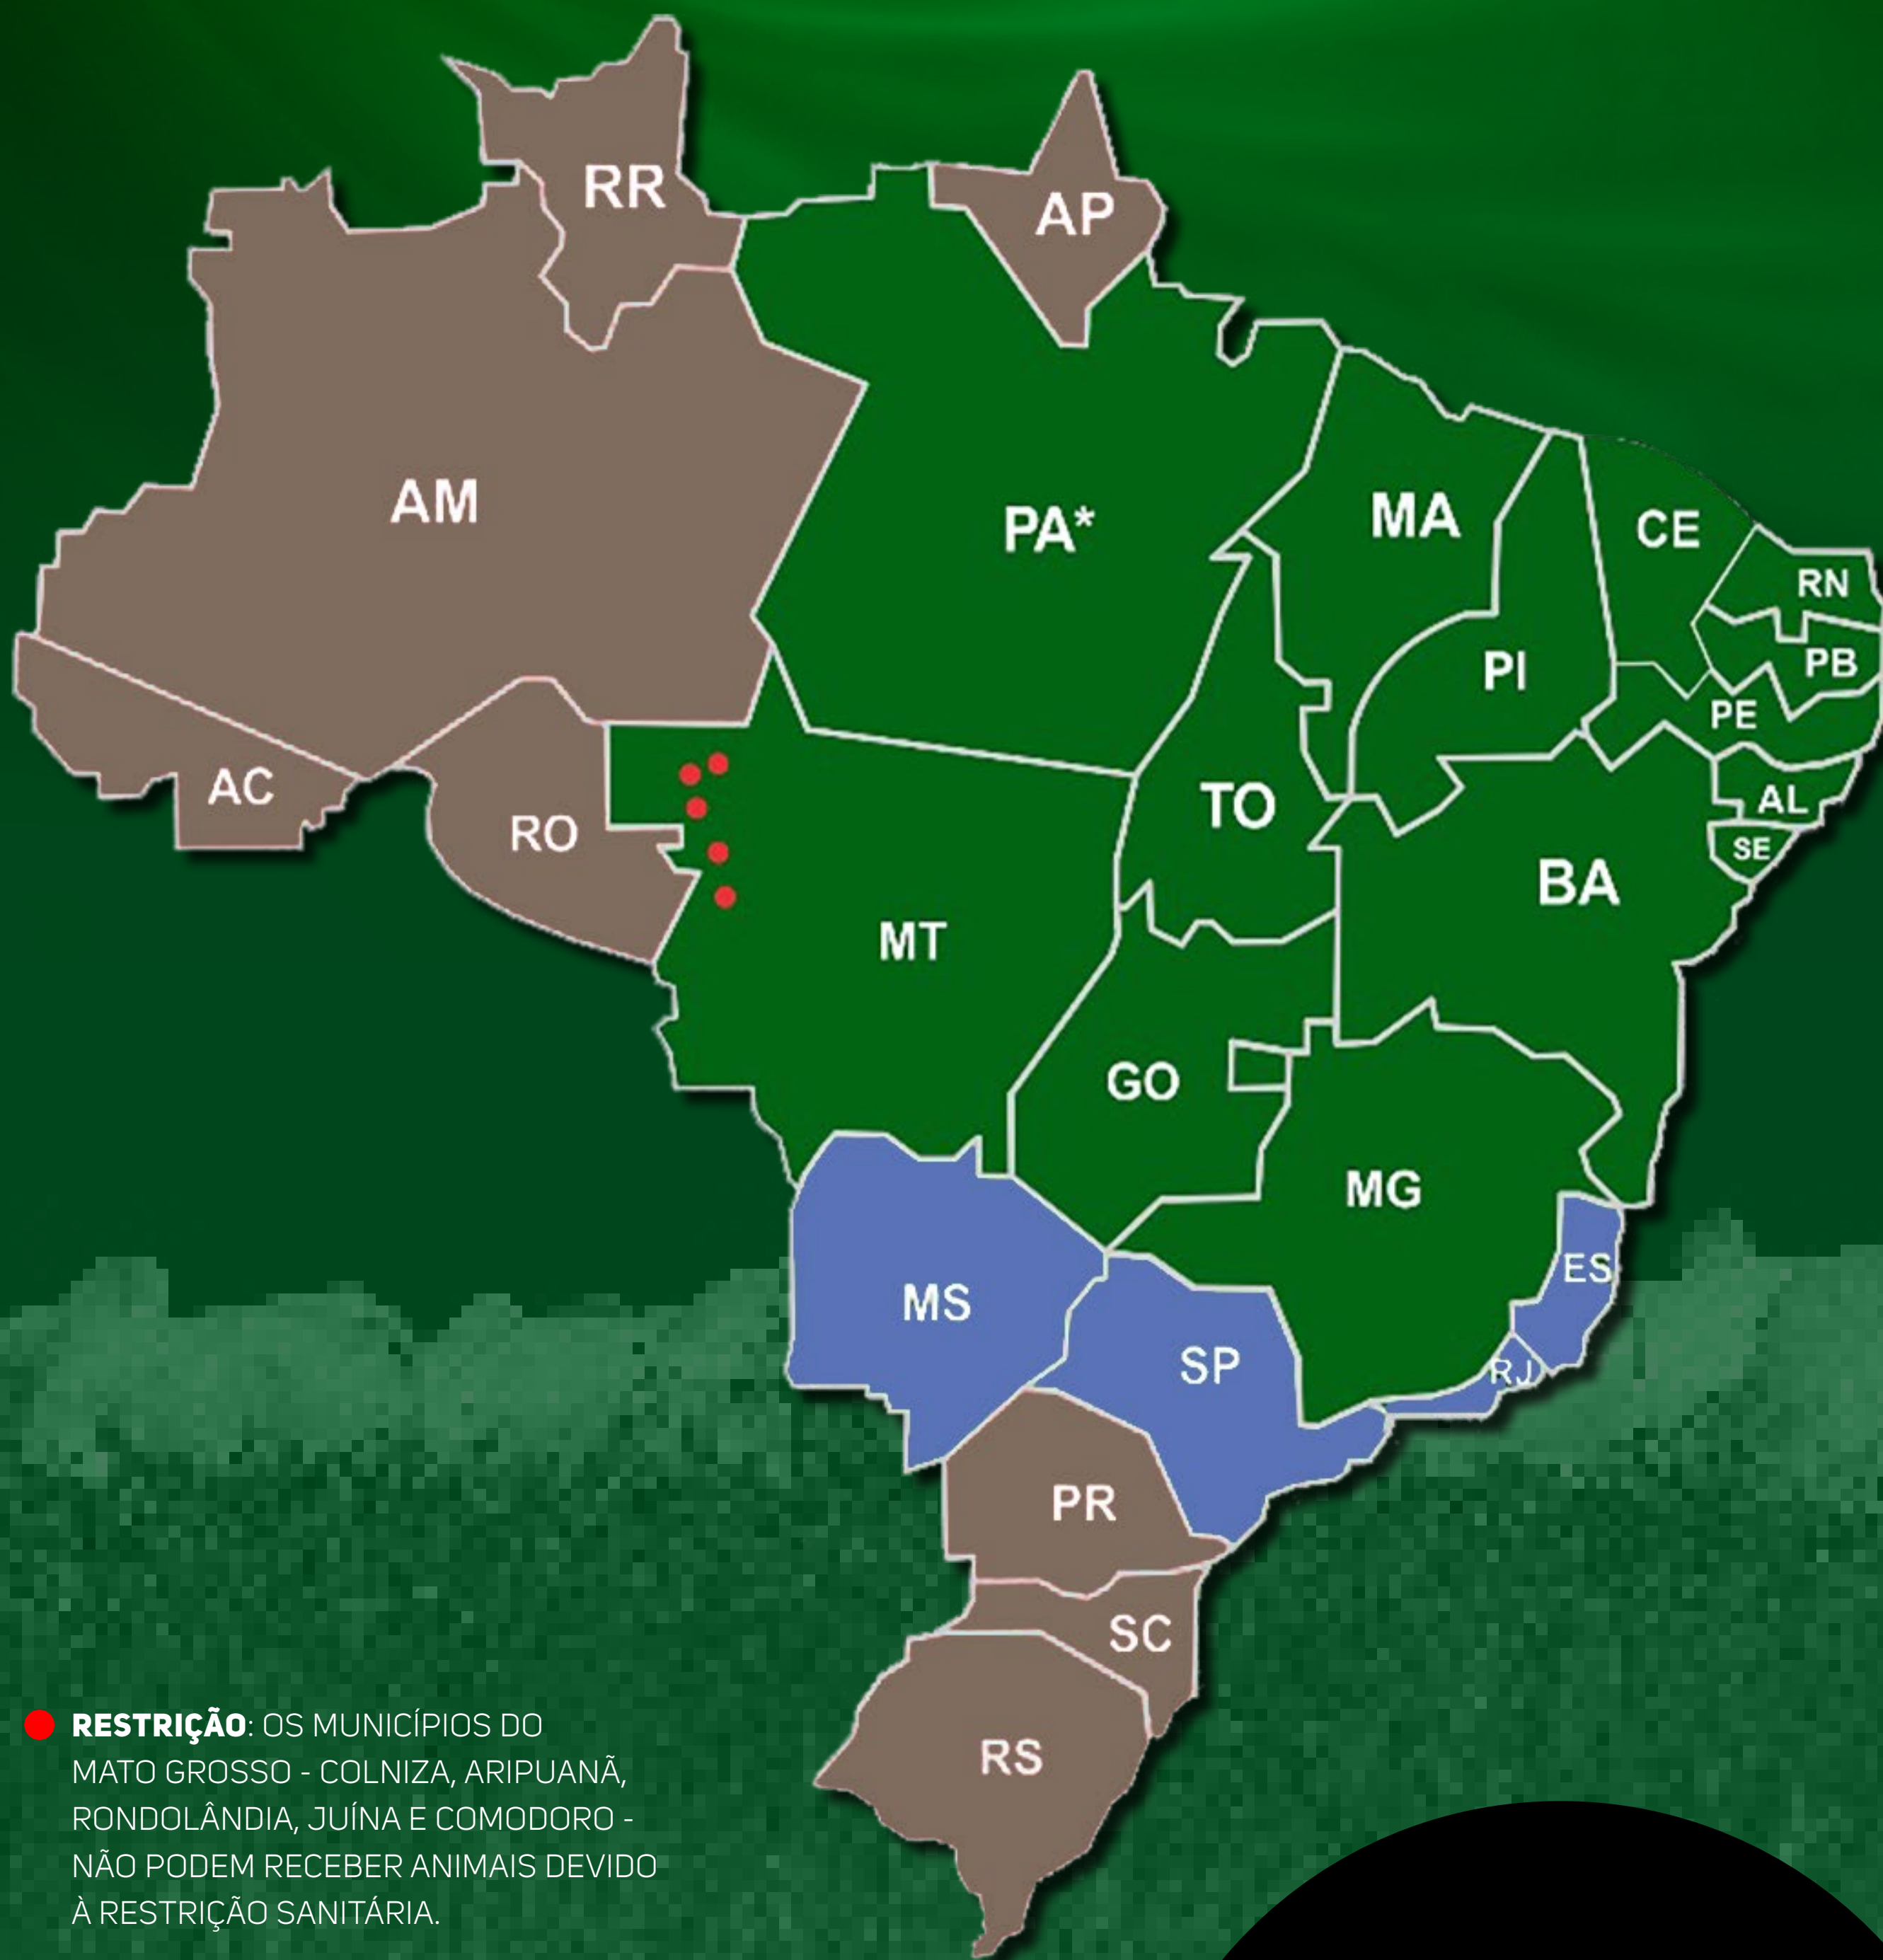 RR
AP
AM
PA*
MA
CE
RN
PI
PB
PE
AC
RO
TO
AL
SE
BA
MT
GO
MG
ES
MS
SP
RJ
PR
SC
RS
RESTRIÇÃO: OS MUNICÍPIOS DO
MATO GROSSO - COLNIZA, ARIPUANÃ,
RONDOLÂNDIA, JUÍNA E COMODORO -
NÃO PODEM RECEBER ANIMAIS DEVIDO
À RESTRIÇÃO SANITÁRIA.